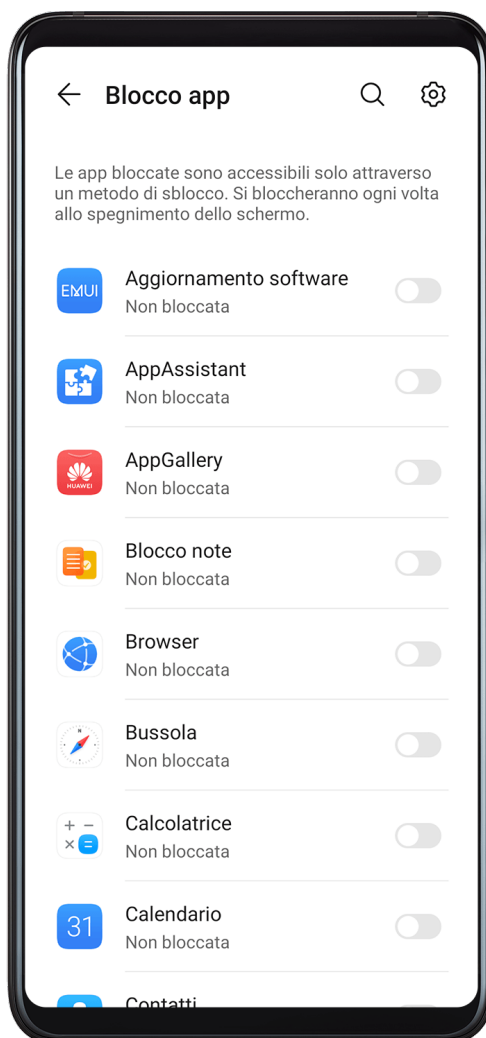 Blocco app
Le app bloccate sono accessibili solo attraverso
un metodo di sblocco. Si bloccheranno ogni volta
allo spegnimento dello schermo.
EMUI
Aggiornamento software
Non bloccata
AppAssistant
Non bloccata
HUAWEI
AppGallery
Non bloccata
Blocco note
Non bloccata
Browser
Non bloccata
N
Bussola
Non bloccata
Calcolatrice
Non bloccata
31
Calendario
Non bloccata
Contatti